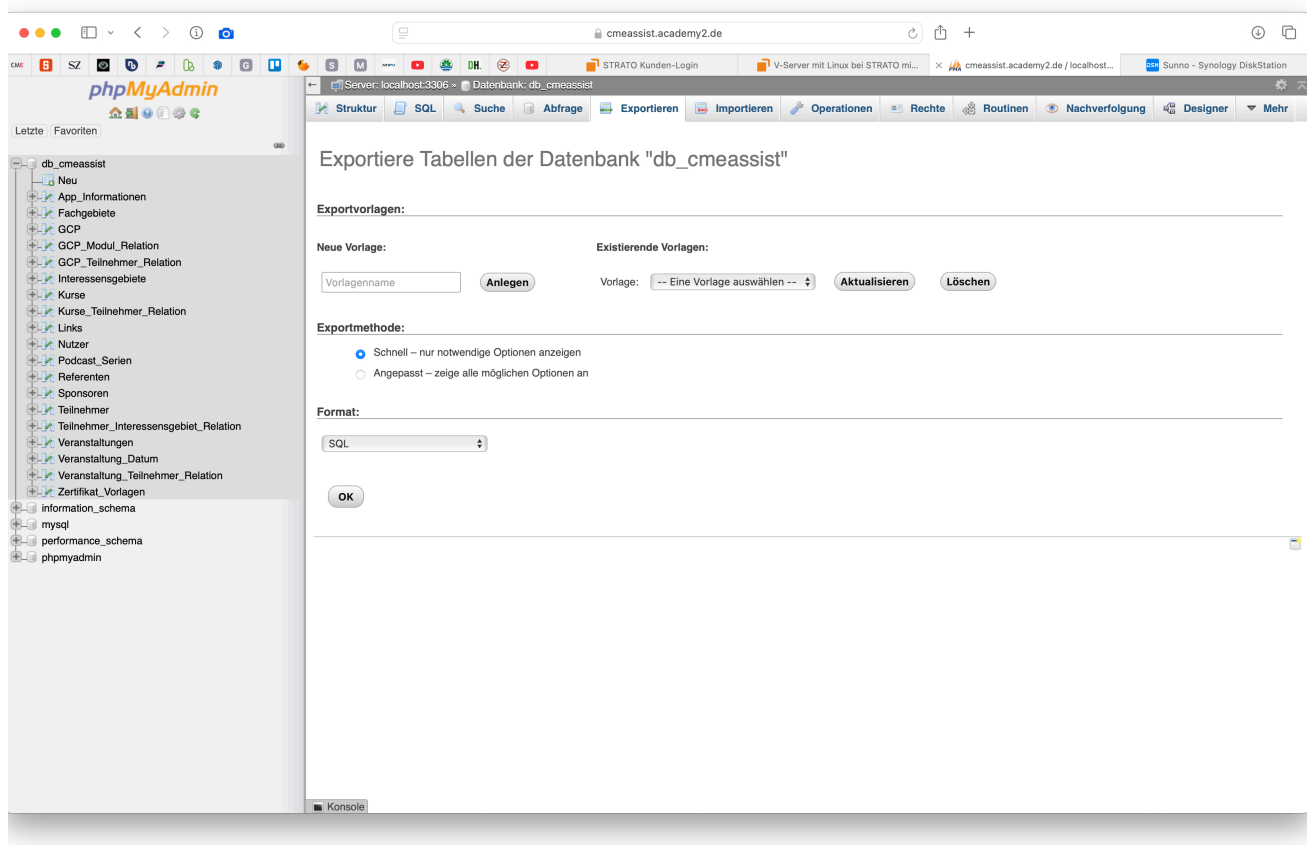 cmeassist.academy2.de
CME
S
SZ
G
S
M
DH.
STRATO Kunden-Login
V-Server mit Linux bei STRATO mi...
cmeassist.academy2.de / localhost...
DSM
Sunno - Synology DiskStation
phpMyAdmin
Letzte Favoriten
db_cmeassist
Neu
App_Informationen
Fachgebiete
GCP
GCP_Modul_Relation
GCP_Teilnehmer_Relation
Interessensgebiete
Kurse
Kurse_Teilnehmer_Relation
Links
Nutzer
Podcast_Serien
Referenten
Sponsoren
Teilnehmer
Teilnehmer_Interessensgebiet_Relation
Veranstaltungen
Veranstaltung_Datum
Veranstaltung_Teilnehmer_Relation
Zertifikat_Vorlagen
information_schema
mysql
performance_schema
phpmyadmin
Server: localhost:3306 » Datenbank: db_cmeassist
Struktur SQL Suche Abfrage Exportieren Importieren Operationen Rechte Routinen Nachverfolgung Designer Mehr
Exportiere Tabellen der Datenbank "db_cmeassist"
Exportvorlagen:
Neue Vorlage:
Vorlagenname Anlegen
Existierende Vorlagen:
Vorlage: -- Eine Vorlage auswählen -- Aktualisieren Löschen
Exportmethode:
Schnell – nur notwendige Optionen anzeigen
Angepasst – zeige alle möglichen Optionen an
Format:
SQL
OK
Konsole